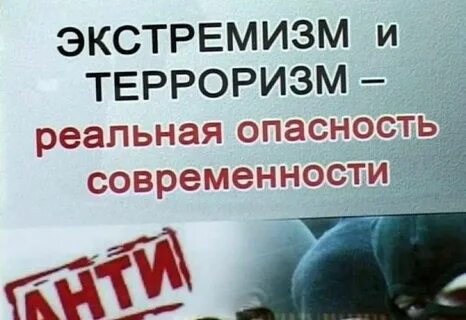 ЭКСТРЕМИЗМ и
ТЕРРОРИЗМ –
реальная опасность
современности
АНТИ